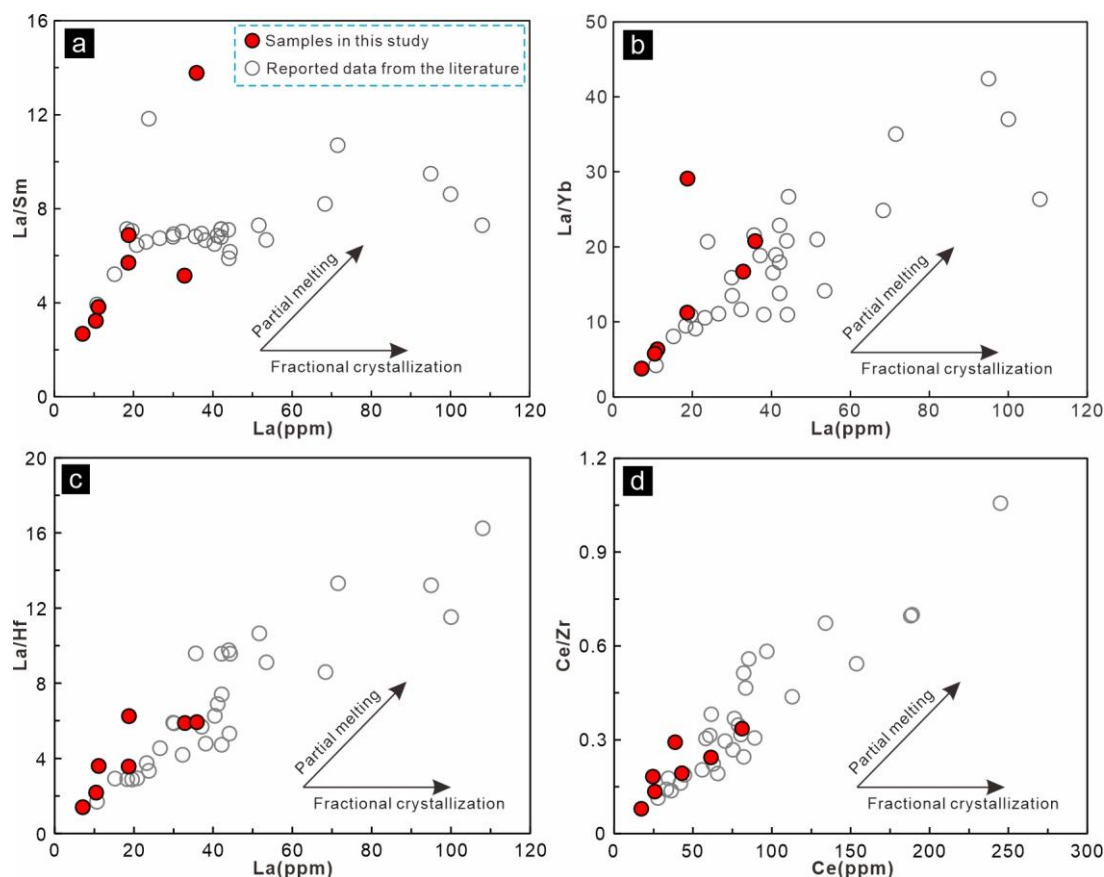 a
Samples in this study
Reported data from the literature
16
12
8
4
0
La/Sm
Partial melting
Fractional crystallization
0 20 40 60 80 100 120
La(ppm)
b
50
40
30
20
10
0
La/Yb
Partial melting
Fractional crystallization
0 20 40 60 80 100 120
La(ppm)
c
20
16
12
8
4
0
La/Hf
Partial melting
Fractional crystallization
0 20 40 60 80 100 120
La(ppm)
d
1.2
0.9
0.6
0.3
0
Ce/Zr
Partial melting
Fractional crystallization
0 50 100 150 200 250 300
Ce(ppm)